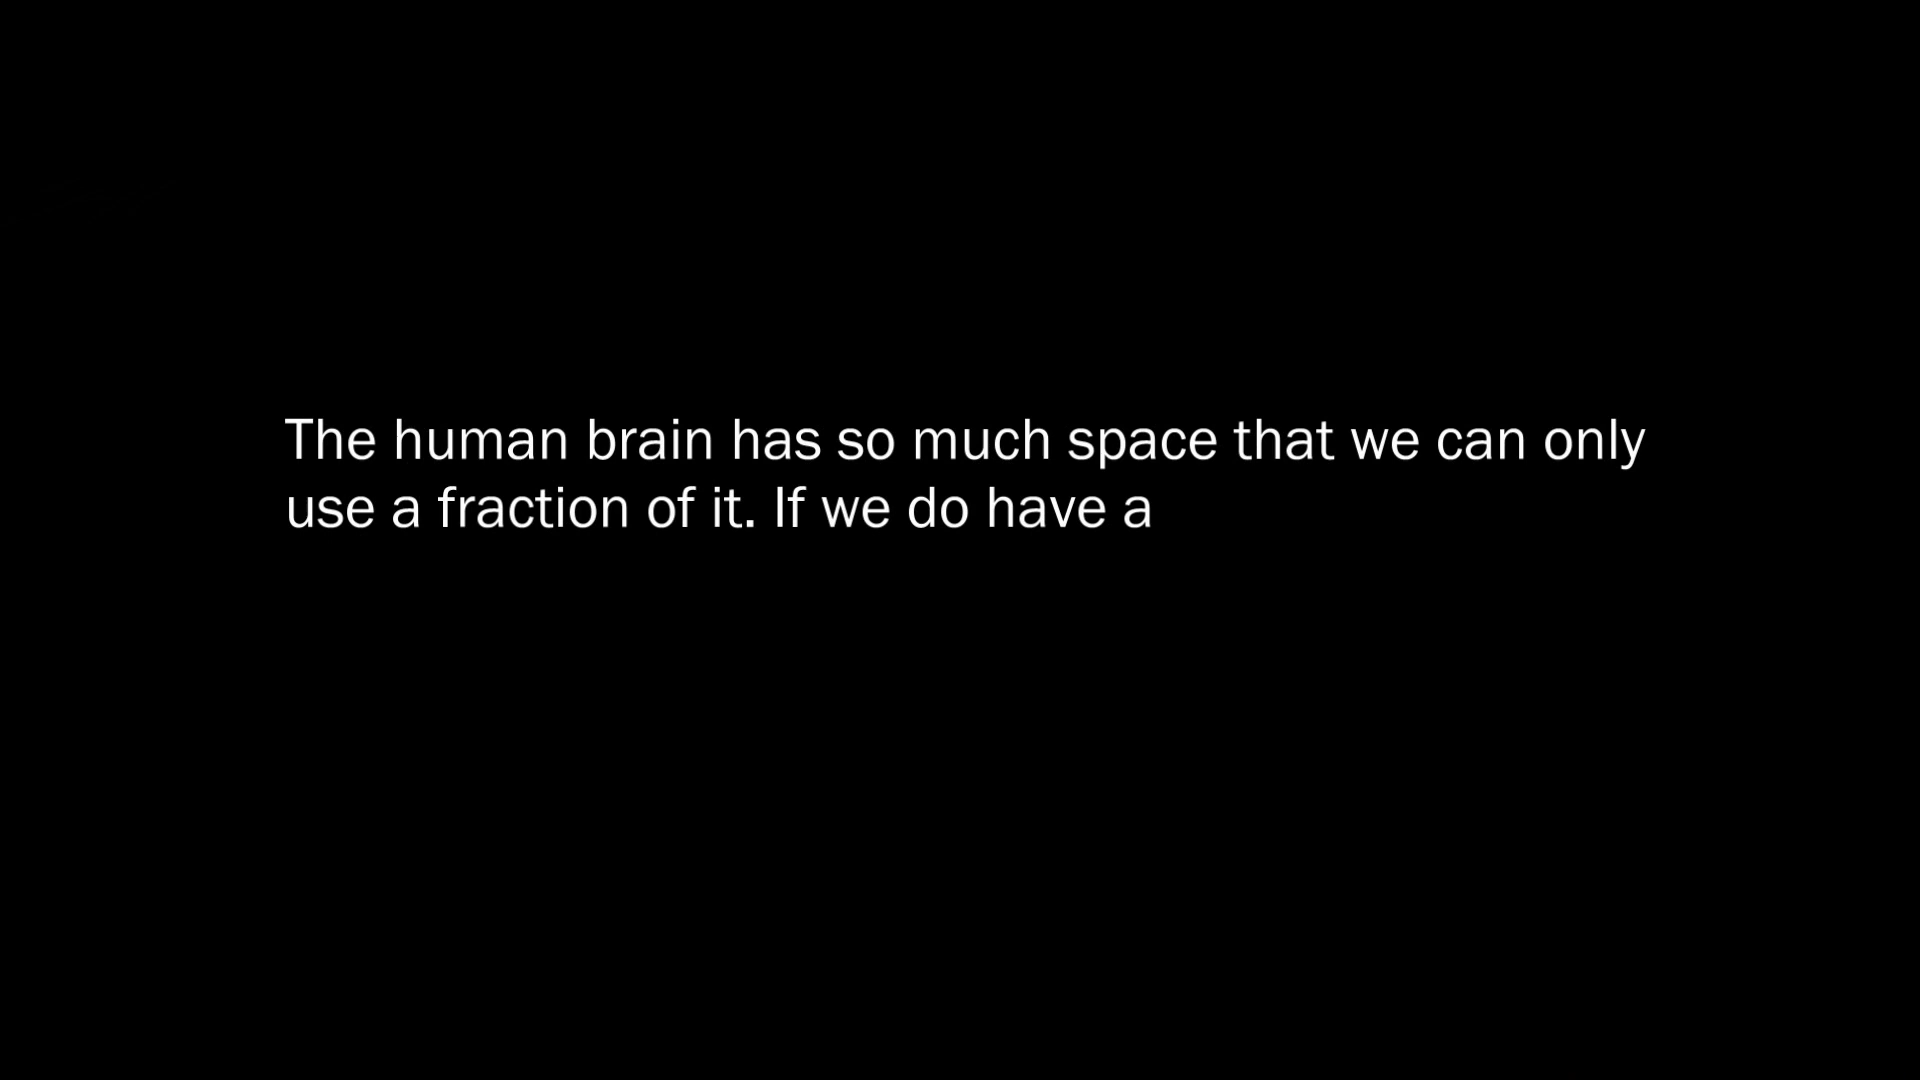 The human brain has so much space that we can only
use a fraction of it. If we do have a